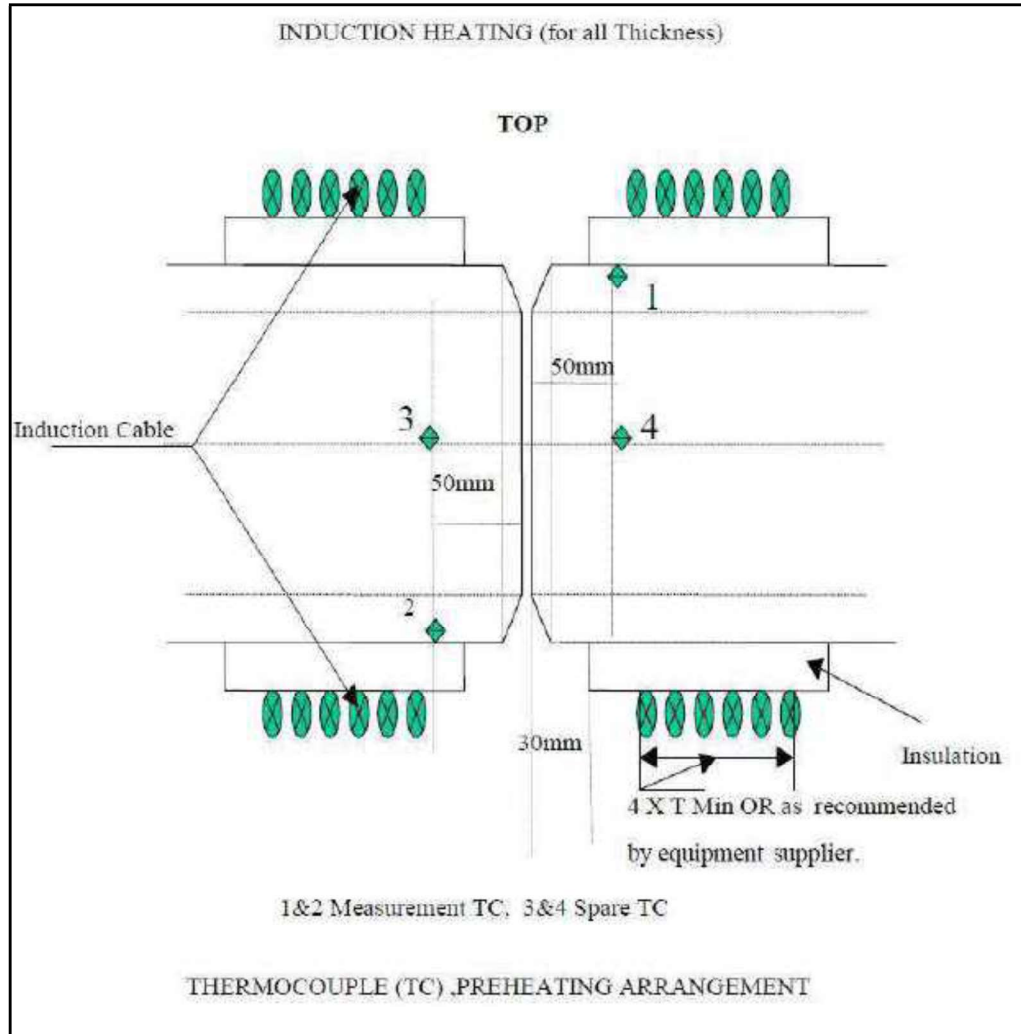 INDUCTION HEATING (for all Thickness)
TOP
1
50mm
3
4
Induction Cable
50mm
2
30mm
Insulation
4 X T Min OR as recommended
by equipment supplier.
1&2 Measurement TC, 3&4 Spare TC
THERMOCOUPLE (TC) ,PREHEATING ARRANGEMENT